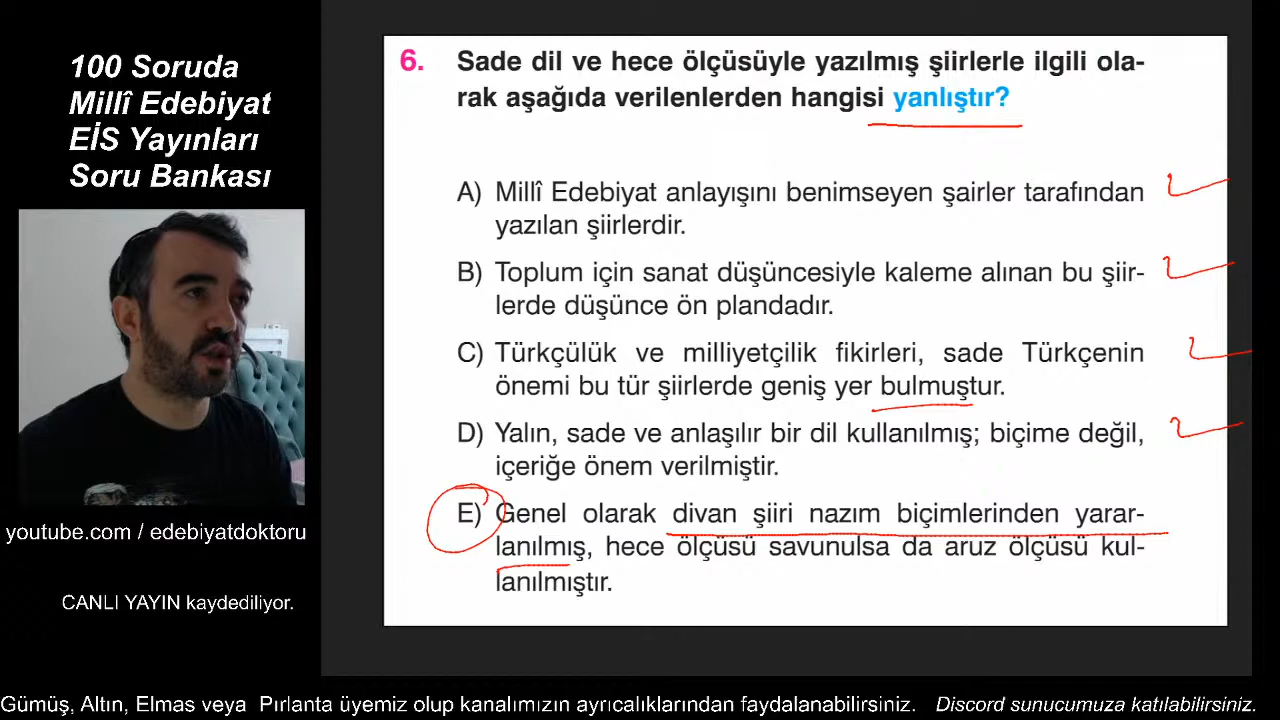 100 Soruda
Millî Edebiyat
EİS Yayınları
Soru Bankası
youtube.com / edebiyatdoktoru
CANLI YAYIN kaydediliyor.
6. Sade dil ve hece ölçüsüyle yazılmış şiirlerle ilgili ola-
rak aşağıda verilenlerden hangisi yanlıştır?
A) Millî Edebiyat anlayışını benimseyen şairler tarafından
yazılan şiirlerdir.
B) Toplum için sanat düşüncesiyle kaleme alınan bu şiir-
lerde düşünce ön plandadır.
C) Türkçülük ve milliyetçilik fikirleri, sade Türkçenin
önemi bu tür şiirlerde geniş yer bulmuştur.
D) Yalın, sade ve anlaşılır bir dil kullanılmış; biçime değil,
içeriğe önem verilmiştir.
E) Genel olarak divan şiiri nazım biçimlerinden yarar-
lanılmış, hece ölçüsü savunulsa da aruz ölçüsü kul-
lanılmıştır.
Gümüş, Altın, Elmas veya Pırlanta üyemiz olup kanalımızın ayrıcalıklarından faydalanabilirsiniz. Discord sunucumuza katılabilirsiniz.